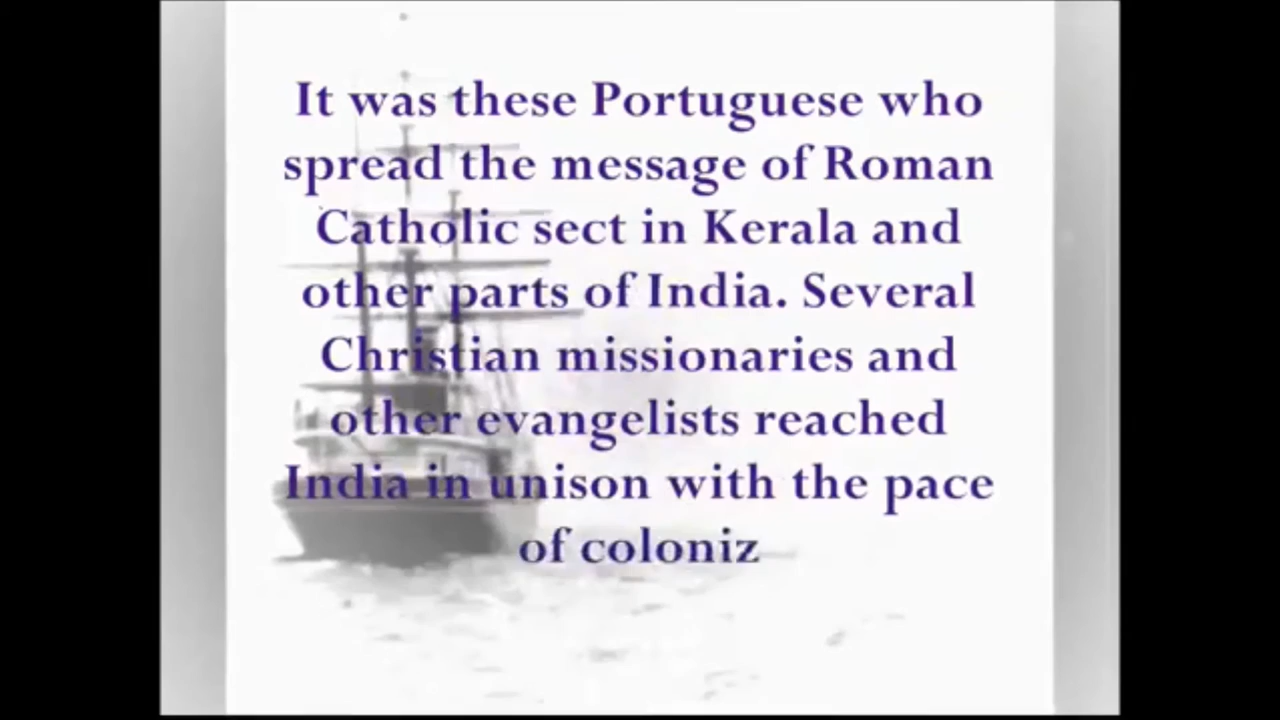 It was these Portuguese who
spread the message of Roman
Catholic sect in Kerala and
other parts of India. Several
Christian missionaries and
other evangelists reached
India in unison with the pace
of coloniz